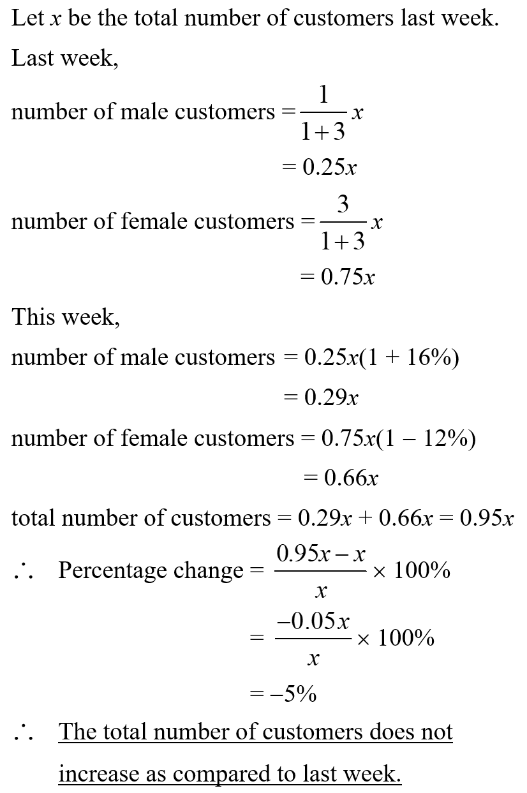 Let x be the total number of customers last week.
Last week,
number of male customers = \frac{1}{1+3} x
= 0.25x
number of female customers = \frac{3}{1+3} x
= 0.75x
This week,
number of male customers = 0.25x(1 + 16%)
= 0.29x
number of female customers = 0.75x(1 − 12%)
= 0.66x
total number of customers = 0.29x + 0.66x = 0.95x
∴ Percentage change = \frac{0.95x − x}{x} × 100%
= \frac{−0.05x}{x} × 100%
= −5%
∴ The total number of customers does not
increase as compared to last week.